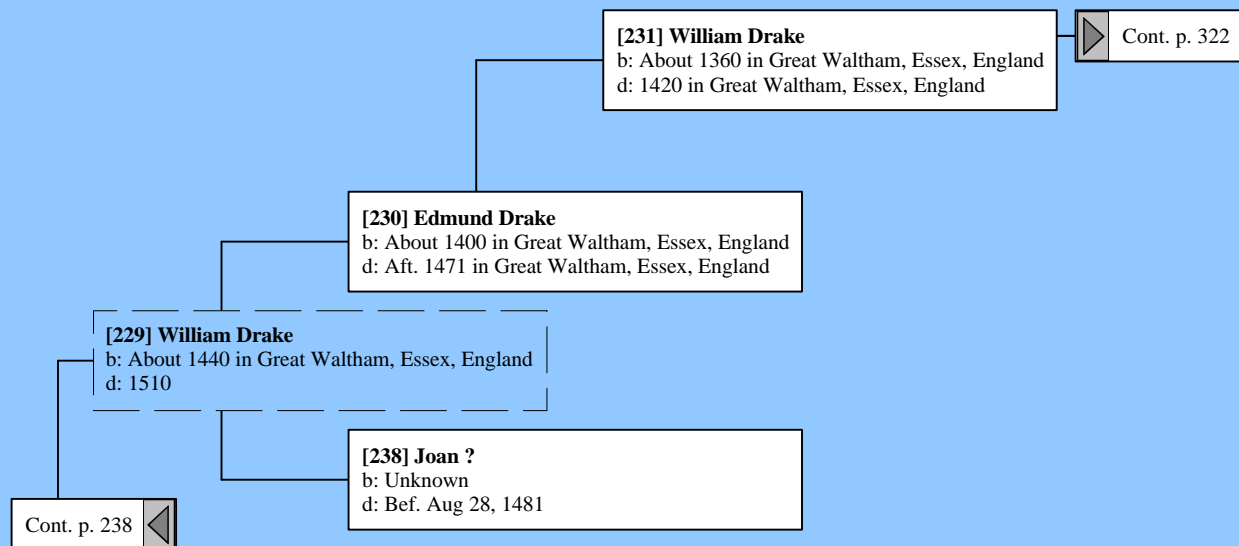 [231] William Drake
b: About 1360 in Great Waltham, Essex, England
d: 1420 in Great Waltham, Essex, England
Cont. p. 322
[230] Edmund Drake
b: About 1400 in Great Waltham, Essex, England
d: Aft. 1471 in Great Waltham, Essex, England
[229] William Drake
b: About 1440 in Great Waltham, Essex, England
d: 1510
[238] Joan ?
b: Unknown
d: Bef. Aug 28, 1481
Cont. p. 238